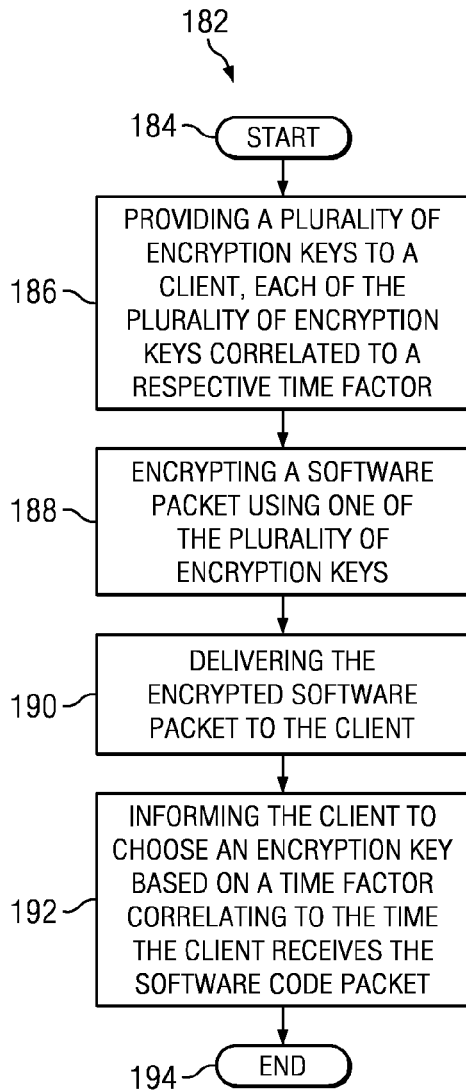 182
184
START
186
PROVIDING A PLURALITY OF
ENCRYPTION KEYS TO A
CLIENT, EACH OF THE
PLURALITY OF ENCRYPTION
KEYS CORRELATED TO A
RESPECTIVE TIME FACTOR
188
ENCRYPTING A SOFTWARE
PACKET USING ONE OF
THE PLURALITY OF
ENCRYPTION KEYS
190
DELIVERING THE
ENCRYPTED SOFTWARE
PACKET TO THE CLIENT
192
INFORMING THE CLIENT TO
CHOOSE AN ENCRYPTION KEY
BASED ON A TIME FACTOR
CORRELATING TO THE TIME
THE CLIENT RECEIVES THE
SOFTWARE CODE PACKET
194
END